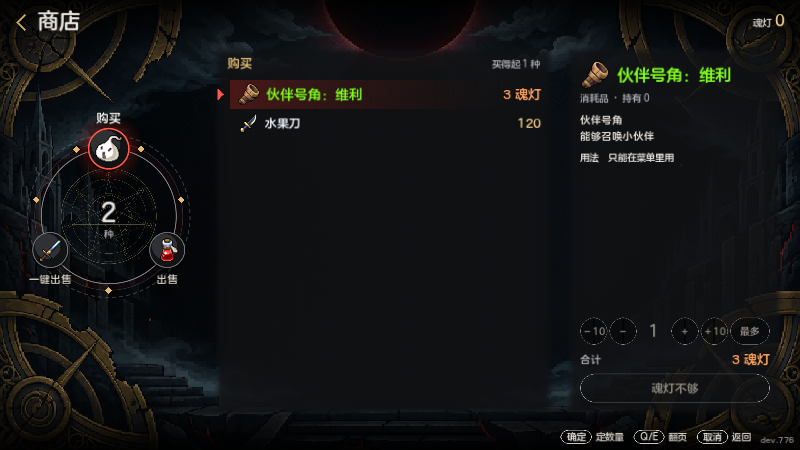 商店
魂灯 0
购买
2
种
一键出售
出售
购买
买得起1种
伙伴号角：维利
3 魂灯
水果刀
120
伙伴号角：维利
消耗品 · 持有 0
伙伴号角
能够召唤小伙伴
用法 只能在菜单里用
-10 - 1 + +10 最多
合计
3 魂灯
魂灯不够
确定 定数量 Q/E 翻页 取消 返回
dev.776